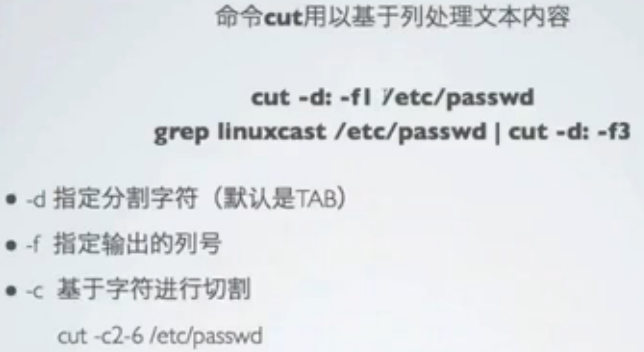 命令cut用以基于列处理文本内容
cut -d: -f1 /etc/passwd
grep linuxcast /etc/passwd | cut -d: -f3
• -d 指定分割字符（默认是TAB）
• -f 指定输出的列号
• -c 基于字符进行切割
cut -c2-6 /etc/passwd